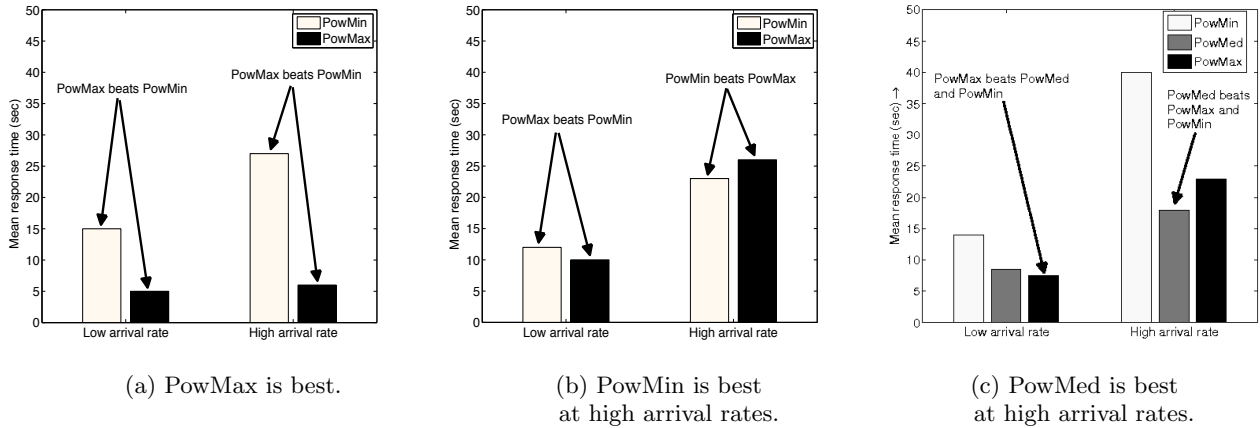 50
45
40
35
30
25
20
15
10
5
0
Mean response time (sec)
PowMin
PowMax
PowMax beats PowMin
PowMax beats PowMin
Low arrival rate
High arrival rate
(a) PowMax is best.
50
45
40
35
30
25
20
15
10
5
0
Mean response time (sec)
PowMin
PowMax
PowMax beats PowMin
PowMin beats PowMax
Low arrival rate
High arrival rate
(b) PowMin is best
at high arrival rates.
50
45
40
35
30
25
20
15
10
5
0
Mean response time (sec) →
PowMin
PowMed
PowMax
PowMax beats PowMed
and PowMin
PowMed beats
PowMax and
PowMin
Low arrival rate
High arrival rate
(c) PowMed is best
at high arrival rates.